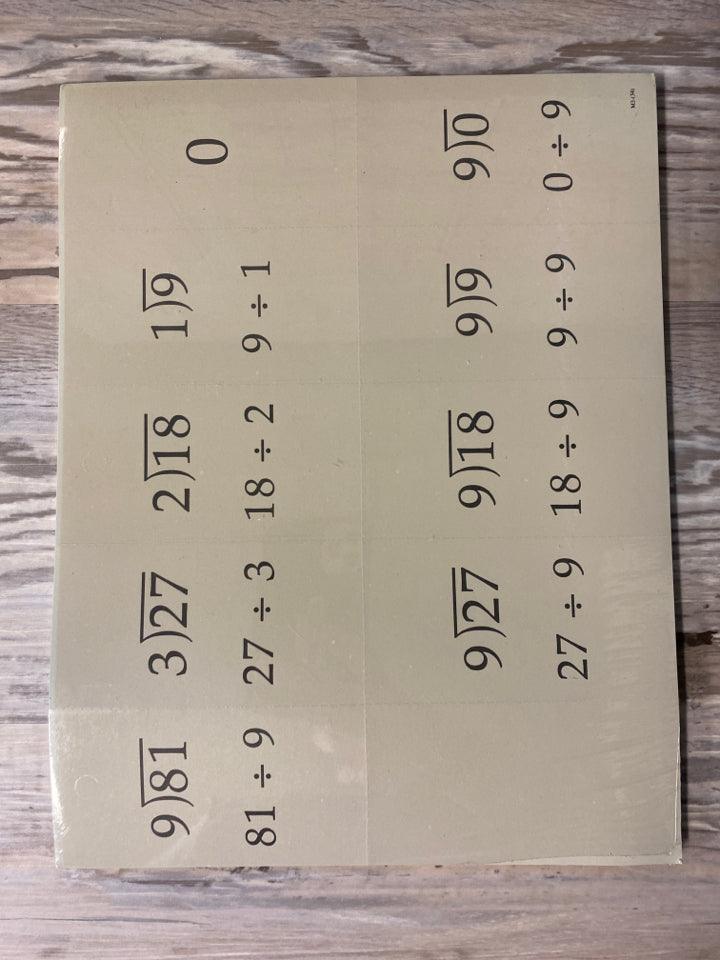 9)81 3)27 2)18 1)9 0
81 ÷ 9 27 ÷ 3 18 ÷ 2 9 ÷ 1
9)27 9)18 9)9 9)0
27 ÷ 9 18 ÷ 9 9 ÷ 9 0 ÷ 9